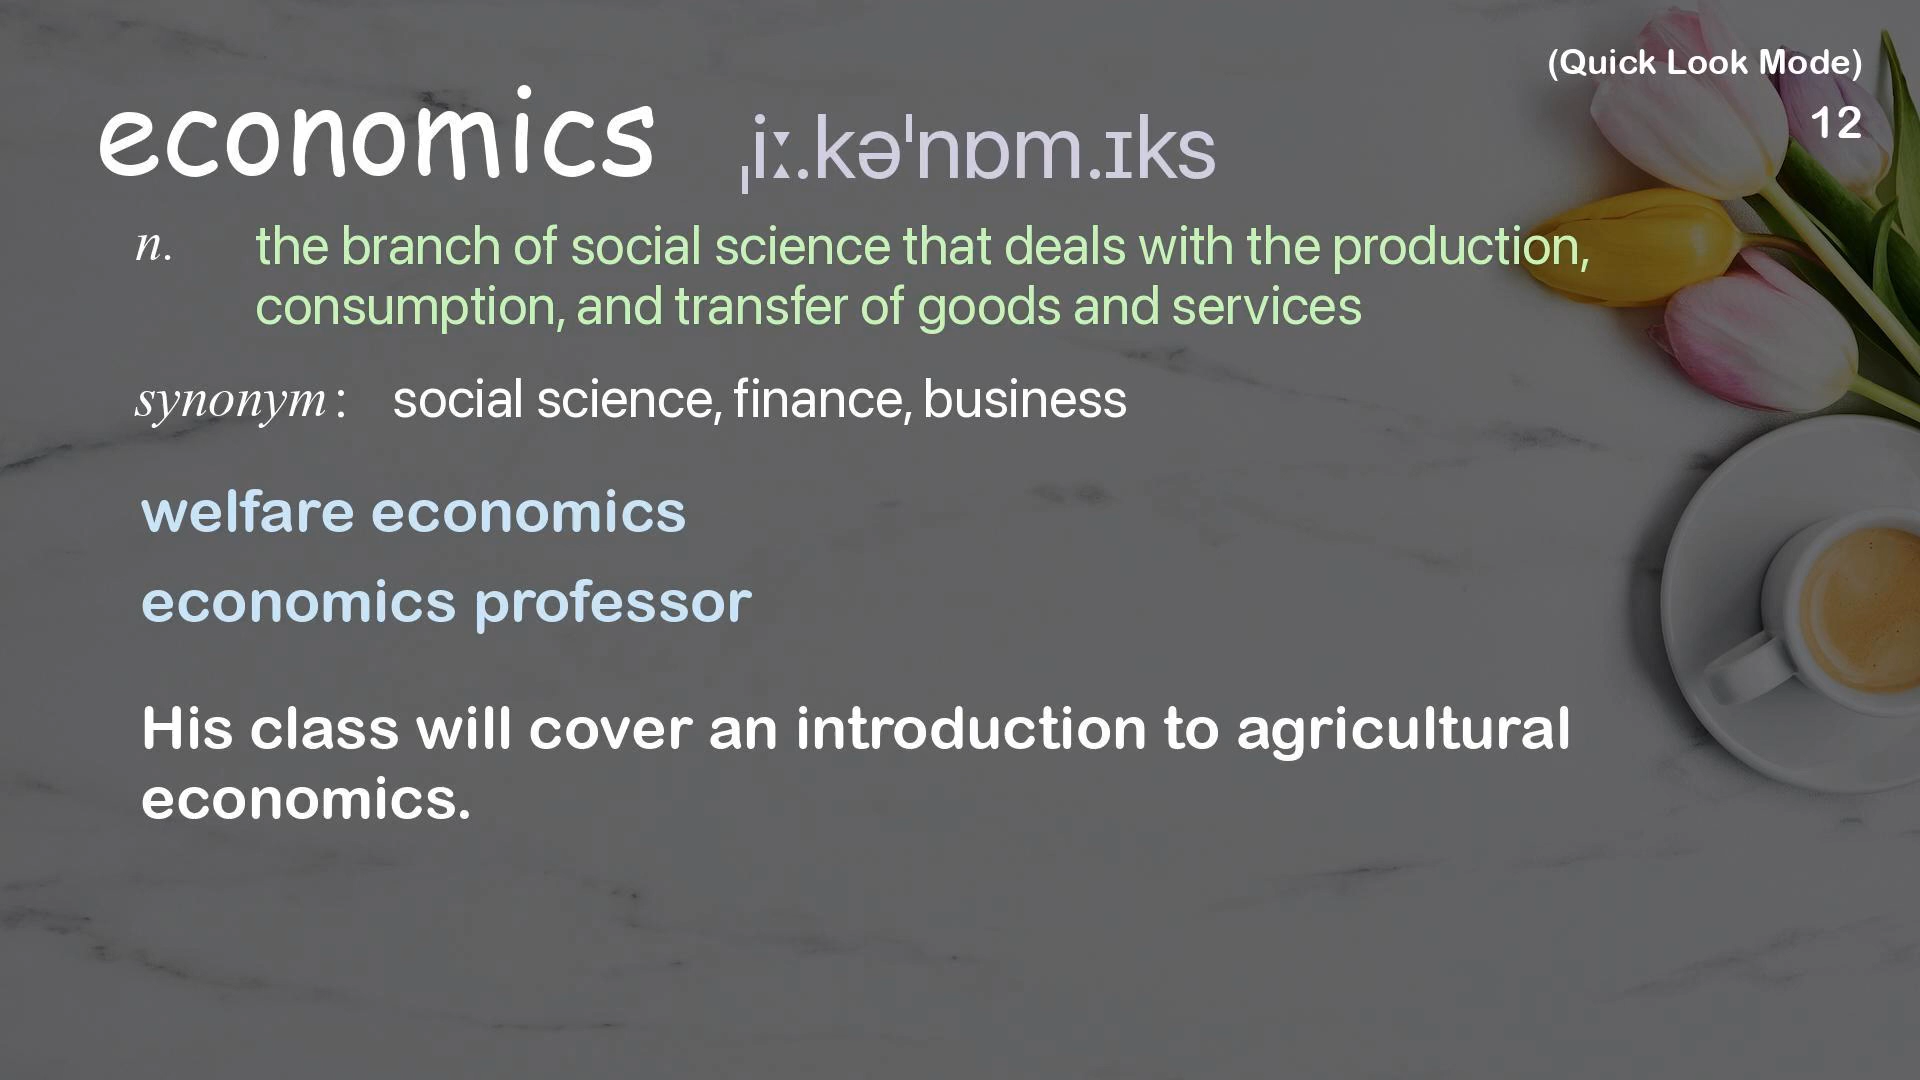 (Quick Look Mode)
12
economics ˌiː.kəˈnɒm.ɪks
n. the branch of social science that deals with the production,
consumption, and transfer of goods and services
synonym : social science, finance, business
welfare economics
economics professor
His class will cover an introduction to agricultural
economics.